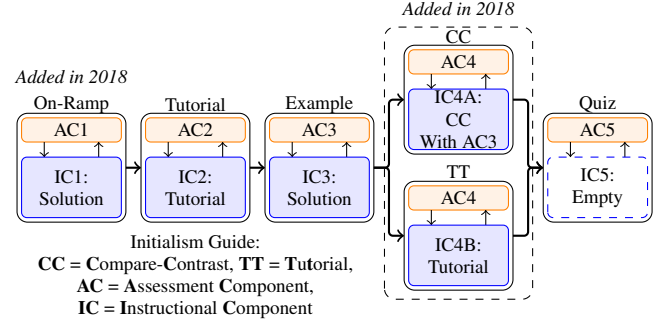 Added in 2018
On-Ramp
AC1
IC1:
Solution
Tutorial
AC2
IC2:
Tutorial
Example
AC3
IC3:
Solution
Added in 2018
CC
AC4
IC4A:
CC
With AC3
TT
AC4
IC4B:
Tutorial
Quiz
AC5
IC5:
Empty
Initialism Guide:
CC = Compare-Contrast, TT = Tutorial,
AC = Assessment Component,
IC = Instructional Component